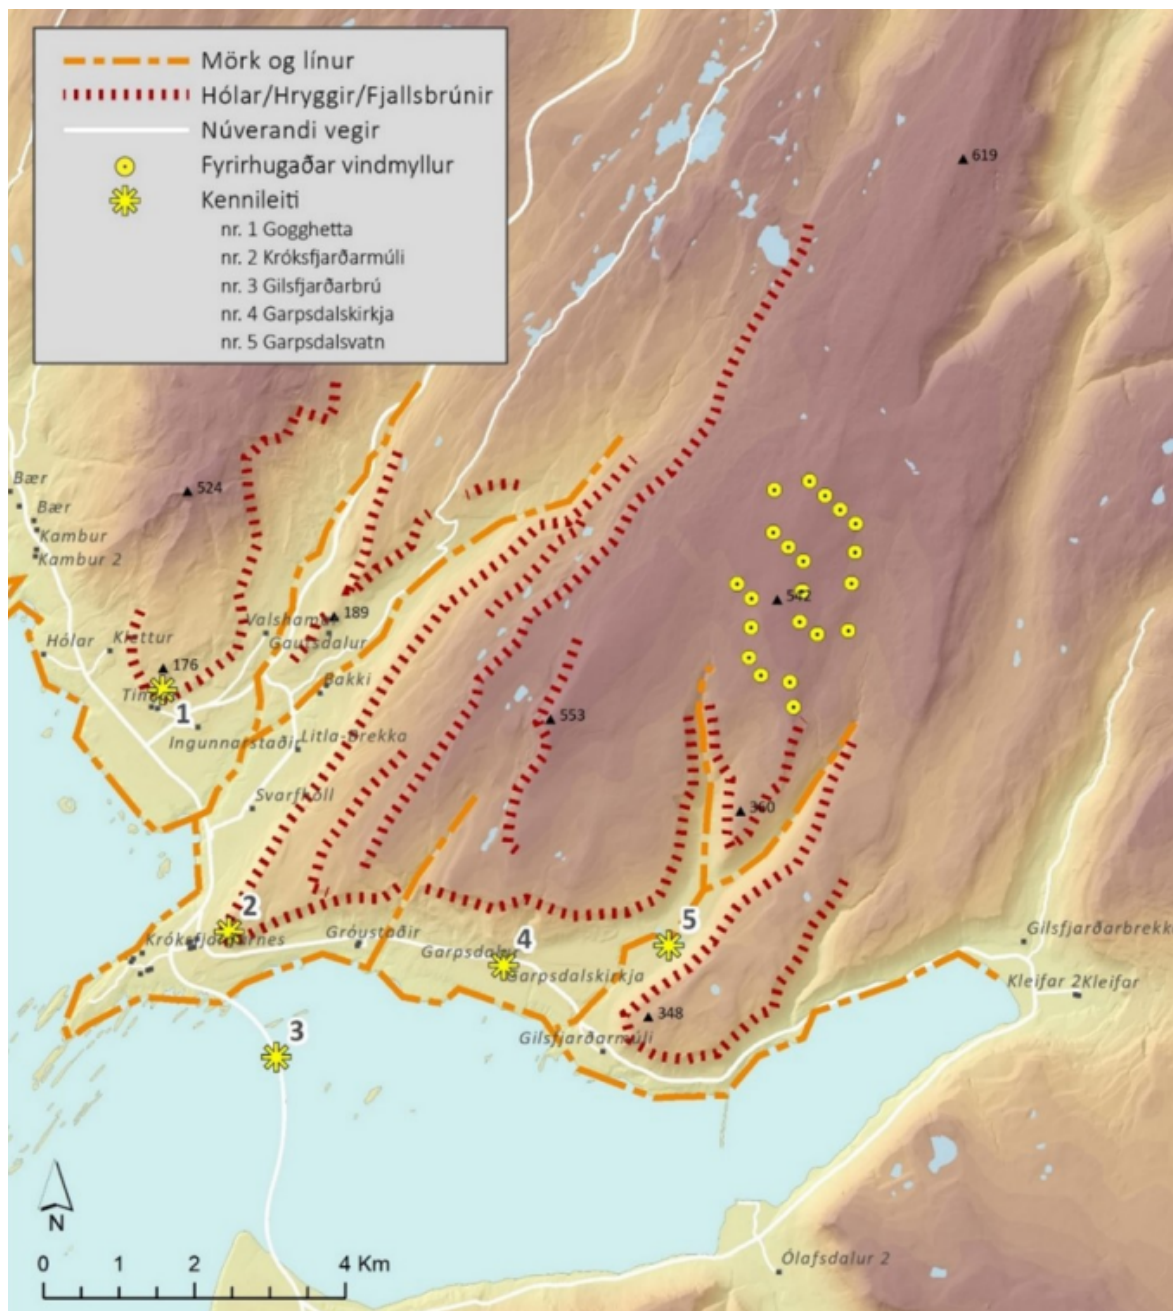 Mörk og línur
Hólar/Hryggir/Fjallsbrúnir
Núverandi vegir
Fyrirhugaðar vindmyllur
Kennileiti
nr. 1 Gogghetta
nr. 2 Króksfjarðarmúli
nr. 3 Gilsfjarðarbrú
nr. 4 Garpsdalskirkja
nr. 5 Garpsdalsvatn
619
Bær
524
Bær
Kambur
Kambur 2
542
189
Valshamar
Hólar
Klettur
Gautsdalur
176
Bakki
1
553
Ingunnarstaðir
Litla-Brekka
Svarfhóll
360
2
Króksfjarðarnes
Gróustaðir
4
5
Garpsdalur
Garpsdalskirkja
Gilsfjarðarbrekka
Kleifar 2
Kleifar
348
3
Gilsfjarðarmúli
N
0 1 2 4 Km
Ólafsdalur 2